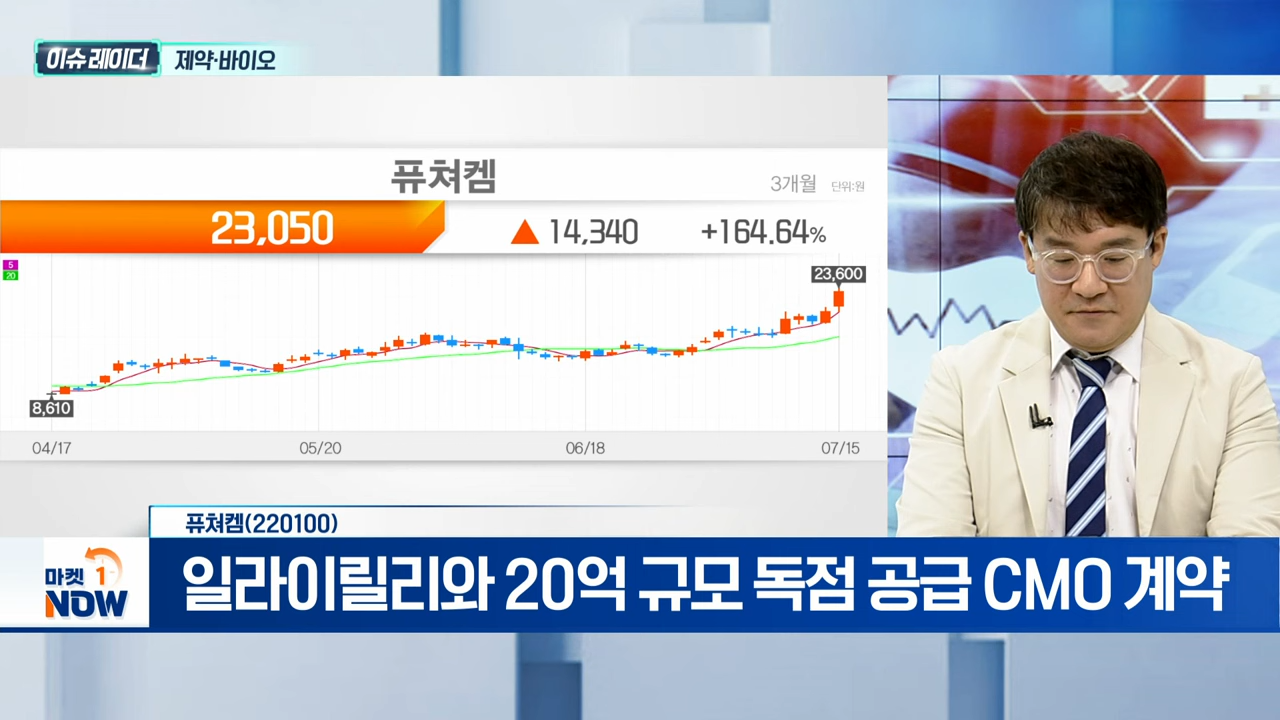 이슈 레이더 제약·바이오
퓨쳐켐
3개월 단위:원
23,050 ▲ 14,340 +164.64%
5
20
23,600
8,610
04/17 05/20 06/18 07/15
퓨쳐켐(220100)
마켓 1
NOW
일라이릴리와 20억 규모 독점 공급 CMO 계약